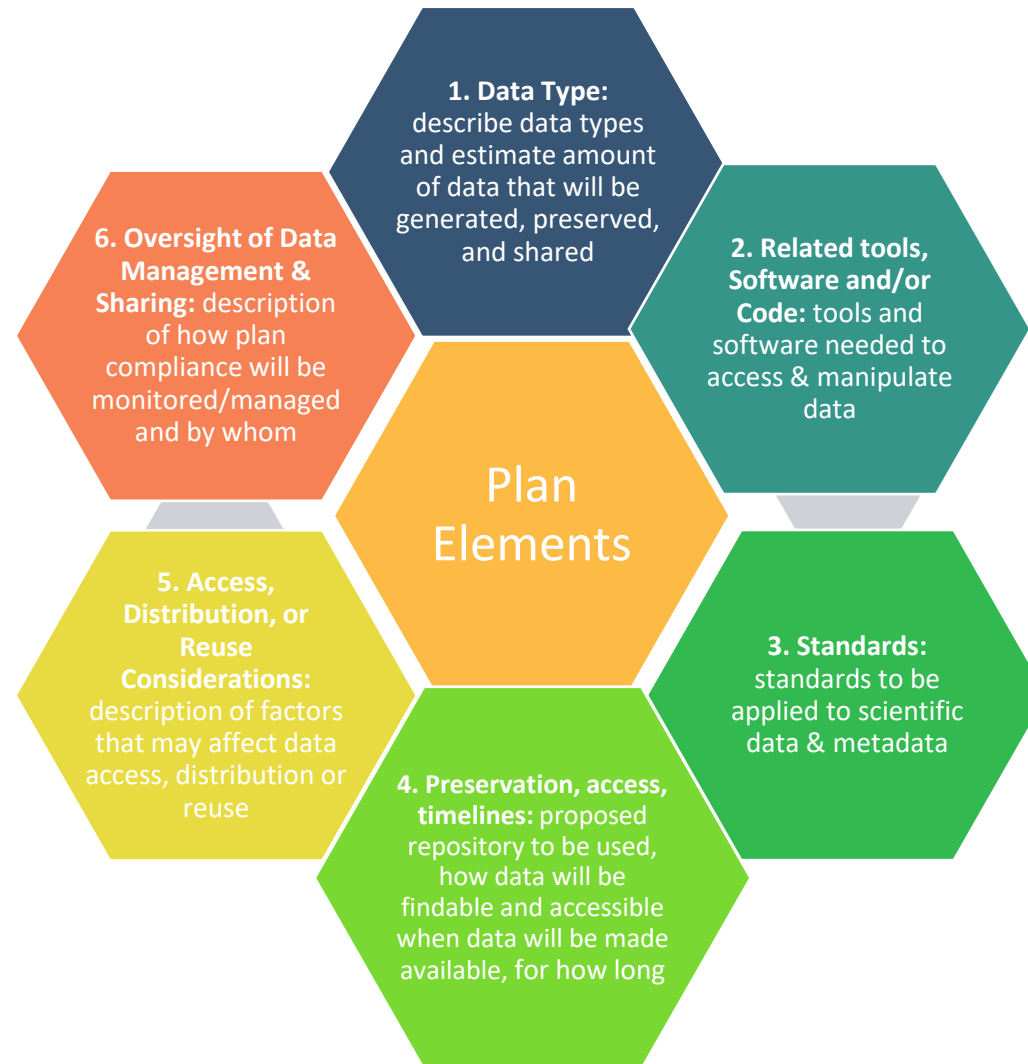 1. Data Type:
describe data types
and estimate amount
of data that will be
generated, preserved,
and shared
2. Related tools,
Software and/or
Code: tools and
software needed to
access & manipulate
data
3. Standards:
standards to be
applied to scientific
data & metadata
4. Preservation, access,
timelines: proposed
repository to be used,
how data will be
findable and accessible
when data will be made
available, for how long
5. Access,
Distribution, or
Reuse
Considerations:
description of factors
that may affect data
access, distribution or
reuse
6. Oversight of Data
Management &
Sharing: description
of how plan
compliance will be
monitored/managed
and by whom
Plan
Elements